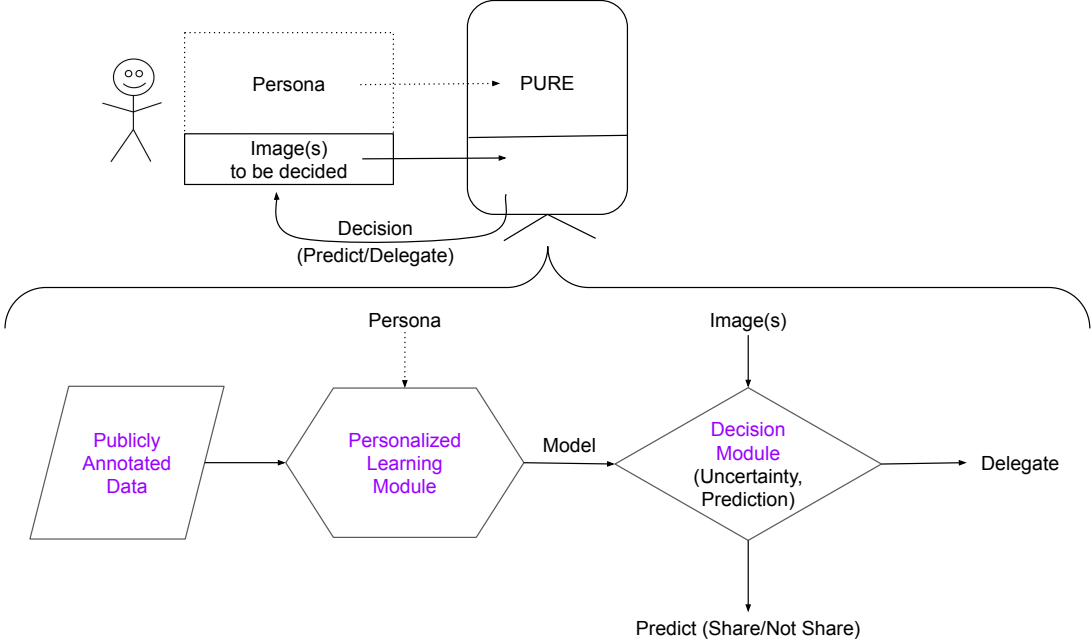 Persona
PURE
Image(s)
to be decided
Decision
(Predict/Delegate)
Persona
Image(s)
Publicly
Annotated
Data
Personalized
Learning
Module
Model
Decision
Module
(Uncertainty,
Prediction)
Delegate
Predict (Share/Not Share)